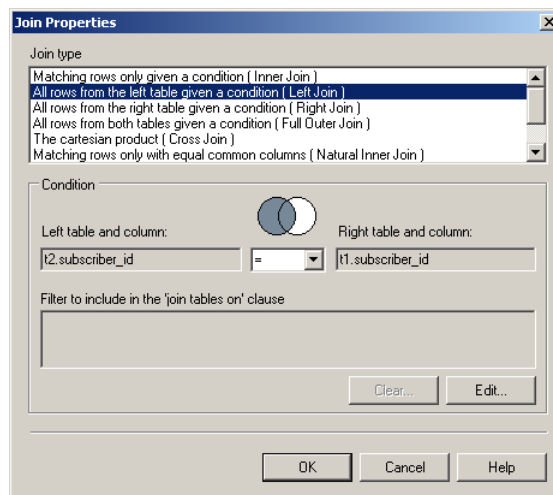 Join Properties
Join type
Matching rows only given a condition ( Inner Join )
All rows from the left table given a condition ( Left Join )
All rows from the right table given a condition ( Right Join )
All rows from both tables given a condition ( Full Outer Join )
The cartesian product ( Cross Join )
Matching rows only with equal common columns ( Natural Inner Join )
Condition
Left table and column: Right table and column:
t2.subscriber_id = t1.subscriber_id
Filter to include in the 'join tables on' clause
Clear... Edit...
OK Cancel Help